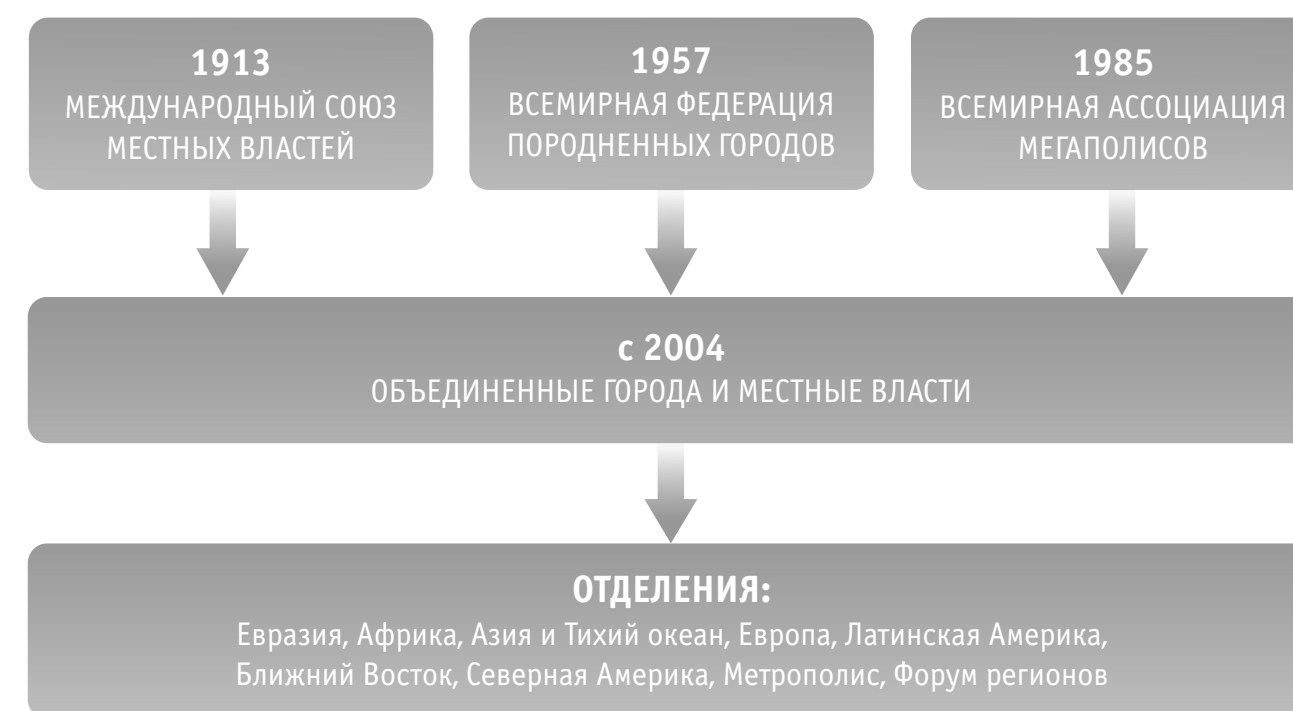 1913
МЕЖДУНАРОДНЫЙ СОЮЗ
МЕСТНЫХ ВЛАСТЕЙ
1957
ВСЕМИРНАЯ ФЕДЕРАЦИЯ
ПОРОДНЕННЫХ ГОРОДОВ
1985
ВСЕМИРНАЯ АССОЦИАЦИЯ
МЕГАПОЛИСОВ
с 2004
ОБЪЕДИНЕННЫЕ ГОРОДА И МЕСТНЫЕ ВЛАСТИ
ОТДЕЛЕНИЯ:
Евразия, Африка, Азия и Тихий океан, Европа, Латинская Америка,
Ближний Восток, Северная Америка, Метрополис, Форум регионов